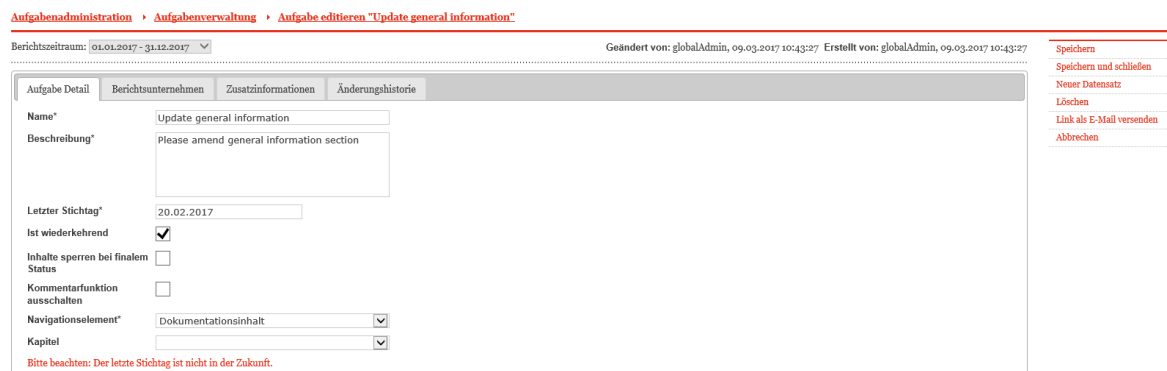 Aufgabenadministration Aufgabenverwaltung Aufgabe editieren "Update general information"
Berichtszeitraum: 01.01.2017 - 31.12.2017
Geändert von: globalAdmin, 09.03.2017 10:43:27 Erstellt von: globalAdmin, 09.03.2017 10:43:27
Aufgabe Detail Berichtsunternehmen Zusatzinformationen Änderungshistorie
Name* Update general information
Beschreibung* Please amend general information section
Letzter Stichtag* 20.02.2017
Ist wiederkehrend
Inhalte sperren bei finalem
Status
Kommentarfunktion
ausschalten
Navigationselement* Dokumentationsinhalt
Kapitel
Bitte beachten: Der letzte Stichtag ist nicht in der Zukunft.
Speichern
Speichern und schließen
Neuer Datensatz
Löschen
Link als E-Mail versenden
Abbrechen